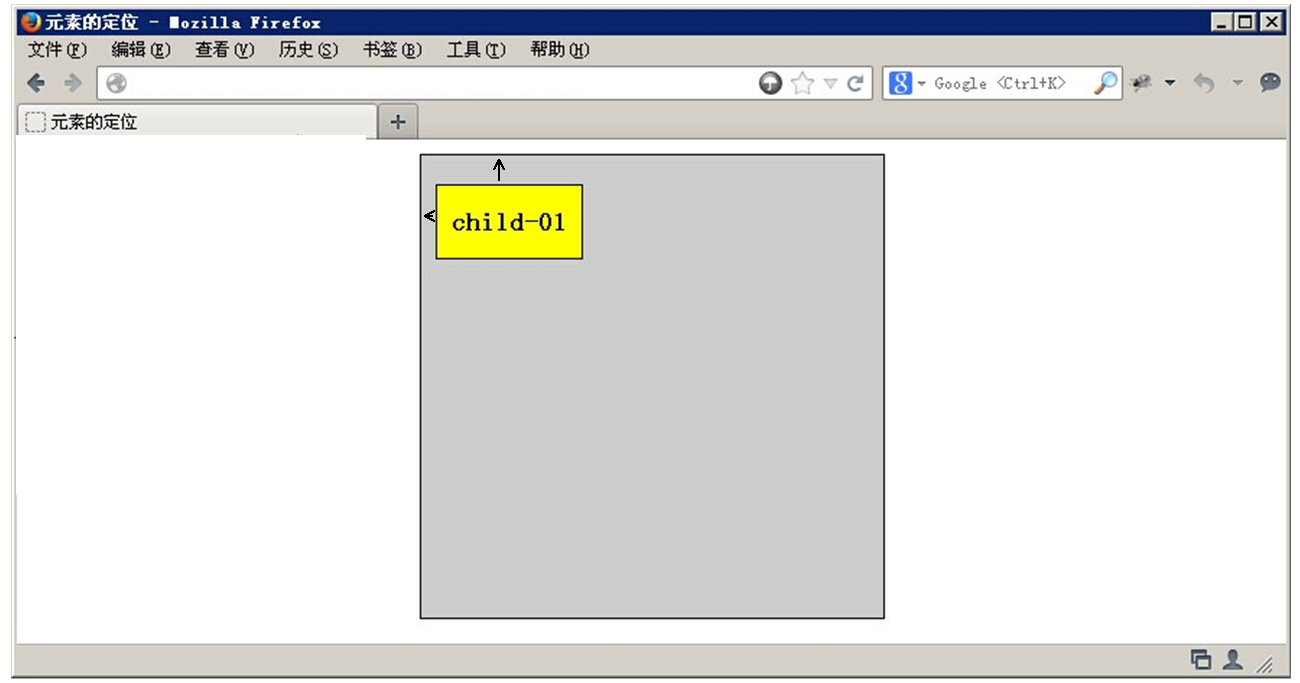 元素的定位 - Mozilla Firefox
文件(F) 编辑(E) 查看(V) 历史(S) 书签(B) 工具(T) 帮助(H)
Google <Ctrl+K>
元素的定位
child-01